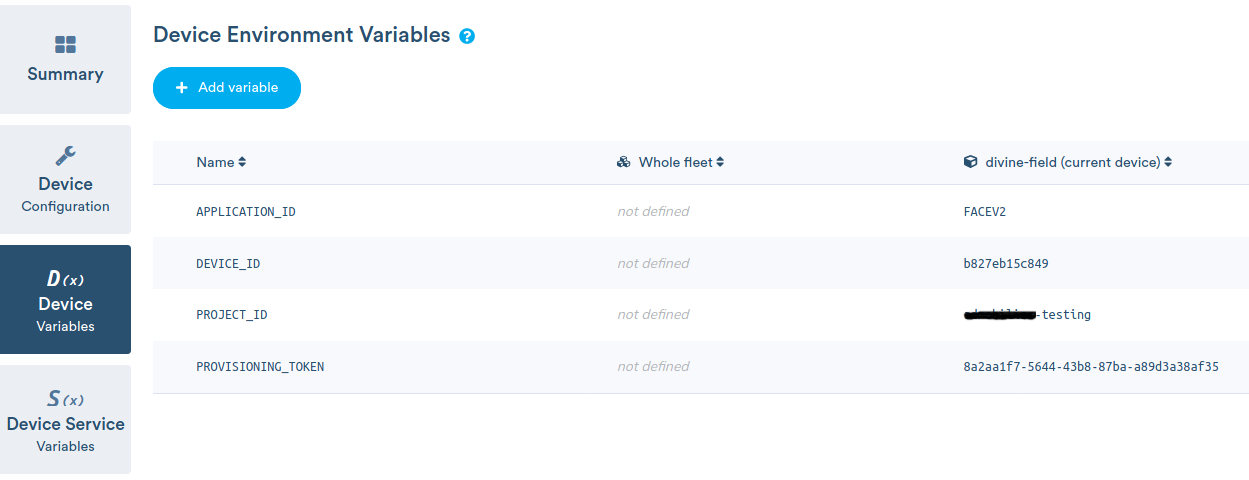 Summary
Device
Configuration
D(x)
Device
Variables
S(x)
Device Service
Variables
Device Environment Variables ?
+ Add variable
Name Whole fleet divine-field (current device)
APPLICATION_ID not defined FACEV2
DEVICE_ID not defined b827eb15c849
PROJECT_ID not defined -testing
PROVISIONING_TOKEN not defined 8a2aa1f7-5644-43b8-87ba-a89d3a38af35